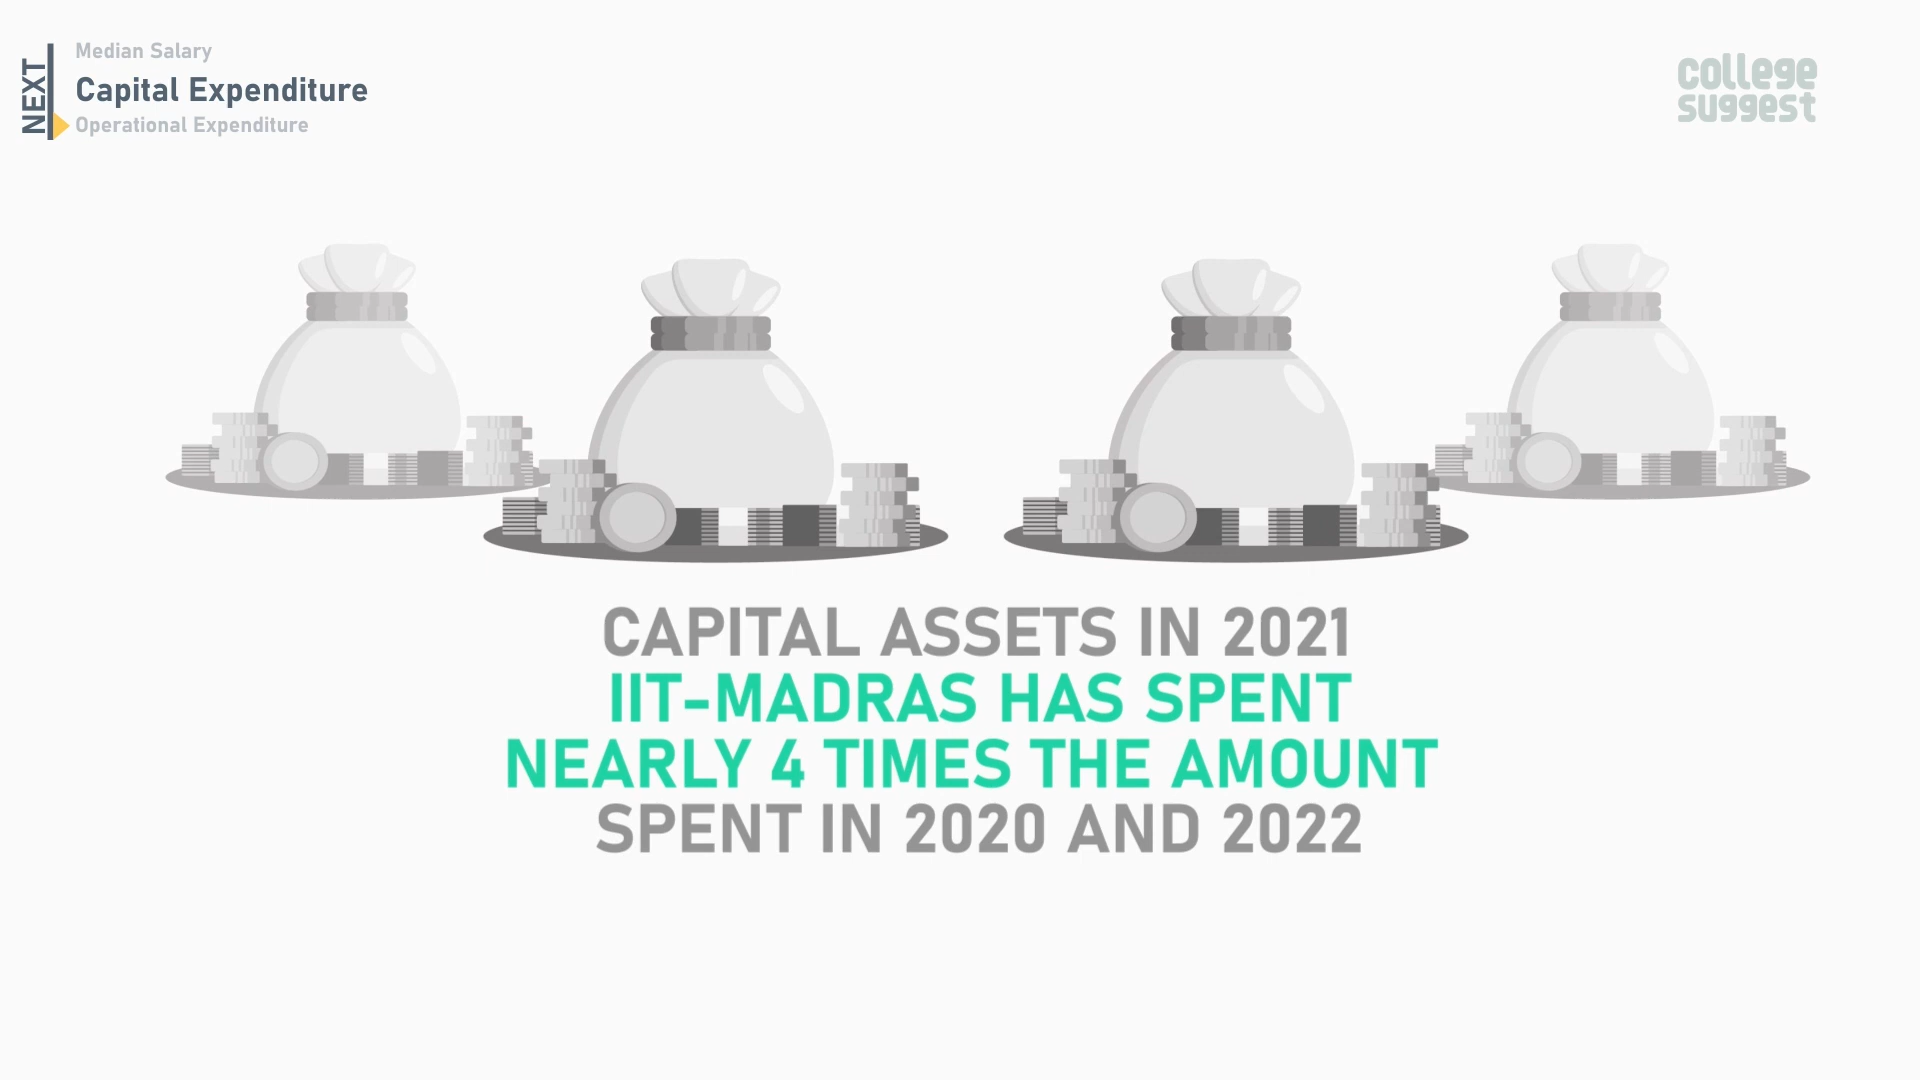 NEXT
Median Salary
Capital Expenditure
Operational Expenditure
college
suggest
CAPITAL ASSETS IN 2021
IIT-MADRAS HAS SPENT
NEARLY 4 TIMES THE AMOUNT
SPENT IN 2020 AND 2022